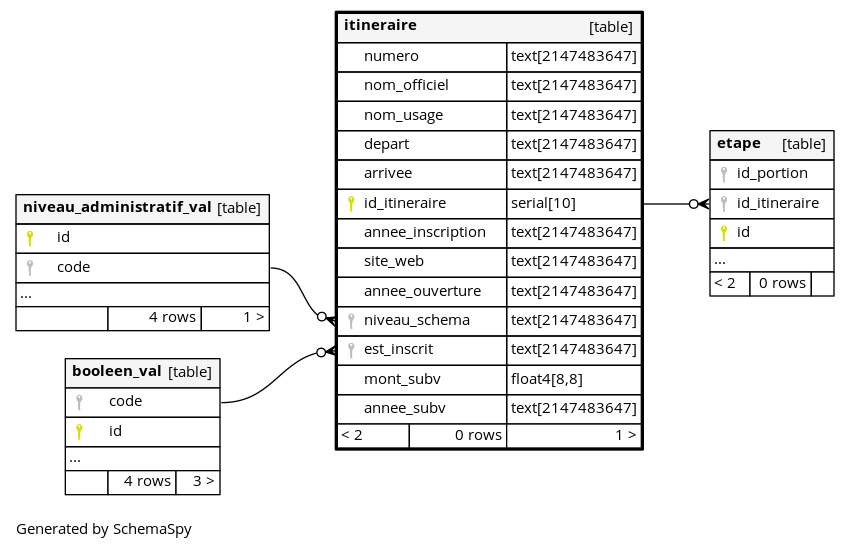 itineraire [table]
numero text[2147483647]
nom_officiel text[2147483647]
nom_usage text[2147483647]
depart text[2147483647]
arrivee text[2147483647]
id_itineraire serial[10]
annee_inscription text[2147483647]
site_web text[2147483647]
annee_ouverture text[2147483647]
niveau_schema text[2147483647]
est_inscrit text[2147483647]
mont_subv float4[8,8]
annee_subv text[2147483647]
< 2 0 rows 1 >
etape [table]
id_portion
id_itineraire
id
...
< 2 0 rows
niveau_administratif_val [table]
id
code
...
4 rows 1 >
booleen_val [table]
code
id
...
4 rows 3 >
Generated by SchemaSpy